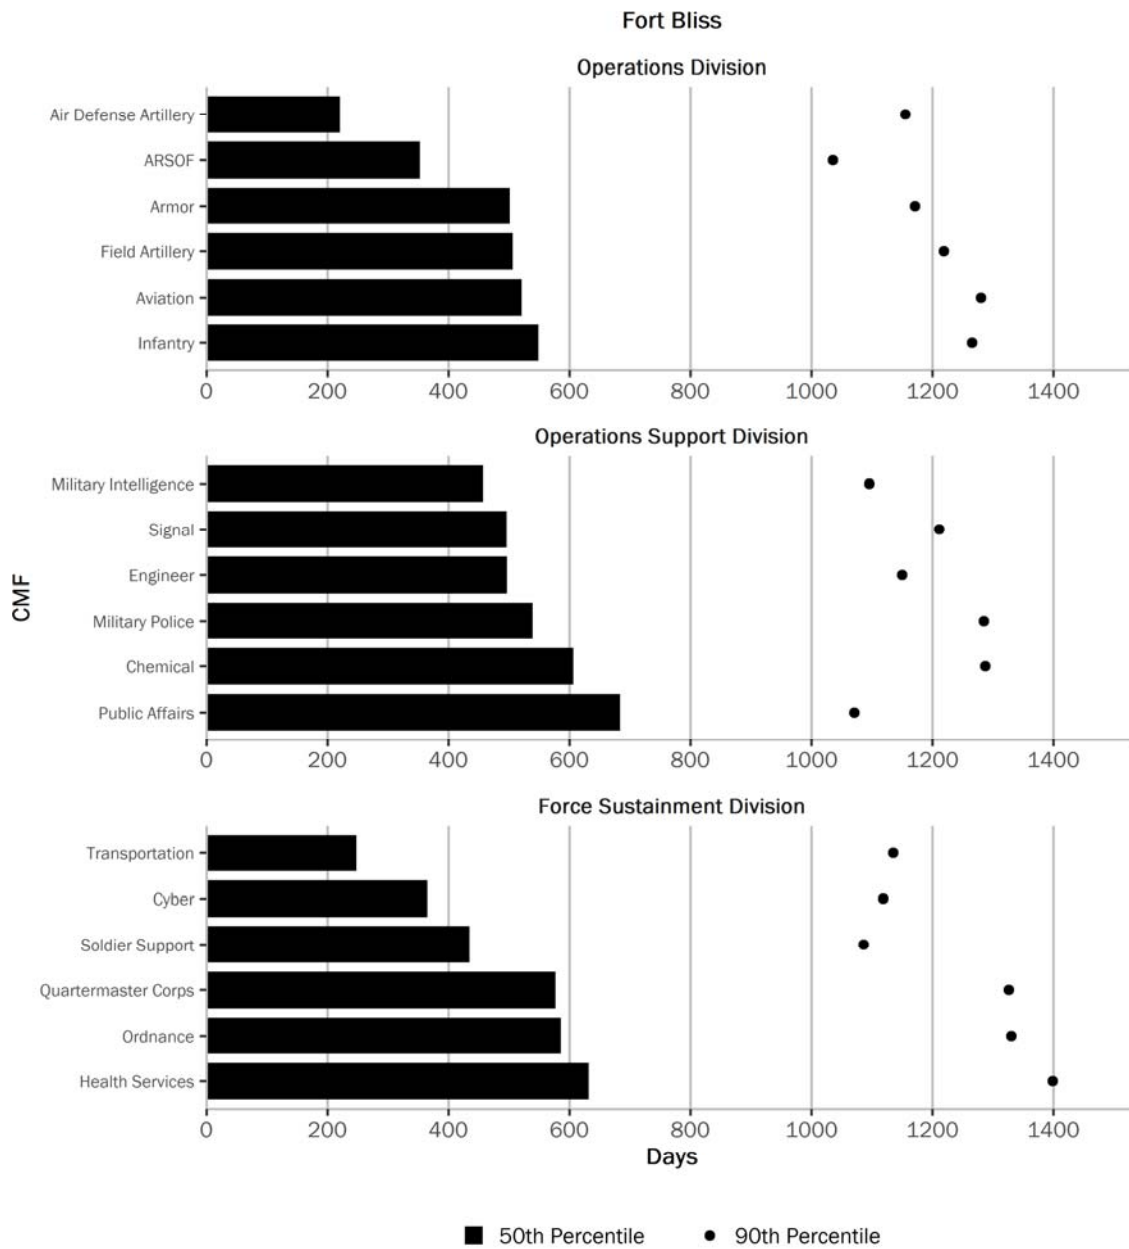 Fort Bliss
Operations Division
Air Defense Artillery
ARSOF
Armor
Field Artillery
Aviation
Infantry
0 200 400 600 800 1000 1200 1400
Operations Support Division
Military Intelligence
Signal
Engineer
Military Police
Chemical
Public Affairs
0 200 400 600 800 1000 1200 1400
CMF
Force Sustainment Division
Transportation
Cyber
Soldier Support
Quartermaster Corps
Ordnance
Health Services
0 200 400 600 800 1000 1200 1400
Days
50th Percentile 90th Percentile